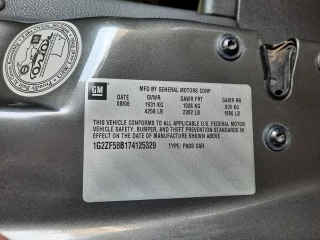 GM
MFG BY GENERAL MOTORS CORP
DATE GVWR GAWR FRT GAWR RR
08/06 1931 KG 1026 KG 905 KG
4258 LB 2262 LB 1996 LB
THIS VEHICLE CONFORMS TO ALL APPLICABLE U.S. FEDERAL MOTOR
VEHICLE SAFETY, BUMPER, AND THEFT PREVENTION STANDARDS
IN EFFECT ON THE DATE OF MANUFACTURE SHOWN ABOVE.
1G2ZF58B174125329 TYPE: PASS CAR